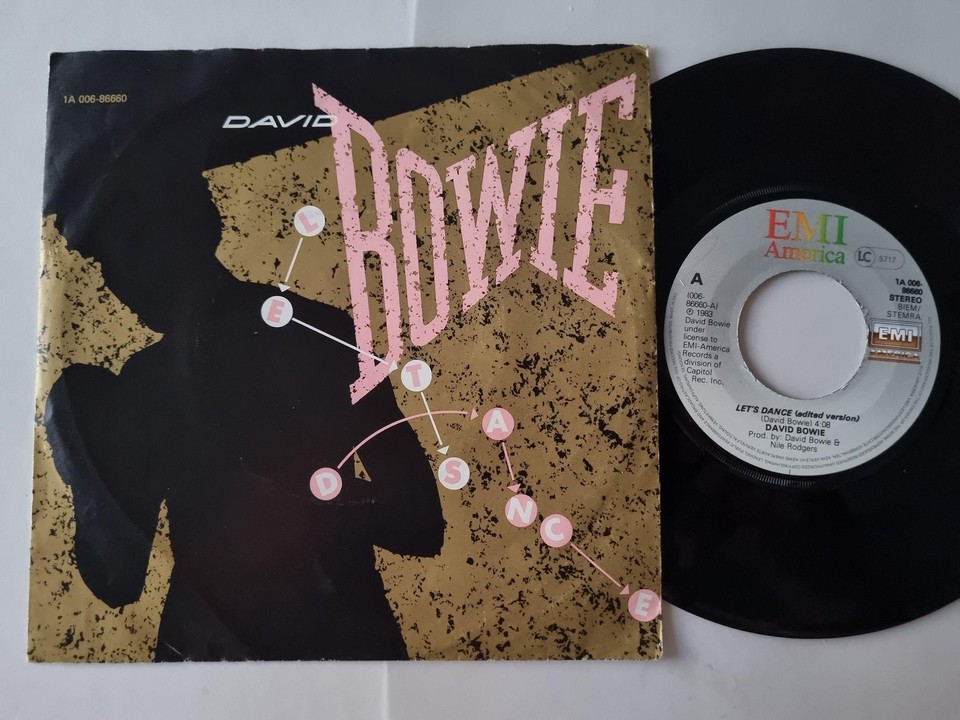 1A 006-86660
DAVID
BOWIE
L
E
T
S
D
A
N
C
E
EMI
America
LC 5717
A
1A 006-
86660
STEREO
BIEM/
STEMRA
EMI
(006-
86660-A)
℗ 1983
David Bowie
under
license to
EMI-America
Records a
division of
Capitol
Rec. Inc.
LET'S DANCE (edited version)
(David Bowie) 4:08
DAVID BOWIE
Prod. by: David Bowie &
Nile Rodgers